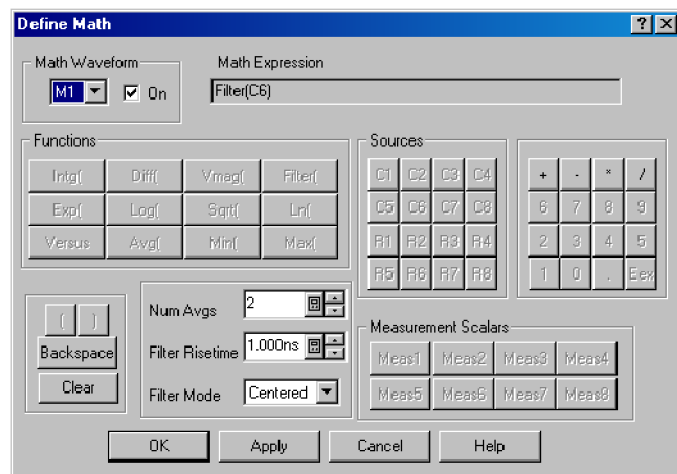 Define Math
Math Waveform
Math Expression
M1
On
Filter(C6)
Functions
Intg( Diff( Vmag( Filter(
Exp( Log( Sqrt( Ln(
Versus Avg( Min( Max(
Sources
C1 C2 C3 C4
C5 C6 C7 C8
R1 R2 R3 R4
R5 R6 R7 R8
+ - * /
6 7 8 9
2 3 4 5
1 0 . Eex
( )
Backspace
Clear
Num Avgs 2
Filter Risetime 1.000ns
Filter Mode Centered
Measurement Scalars
Meas1 Meas2 Meas3 Meas4
Meas5 Meas6 Meas7 Meas8
OK Apply Cancel Help